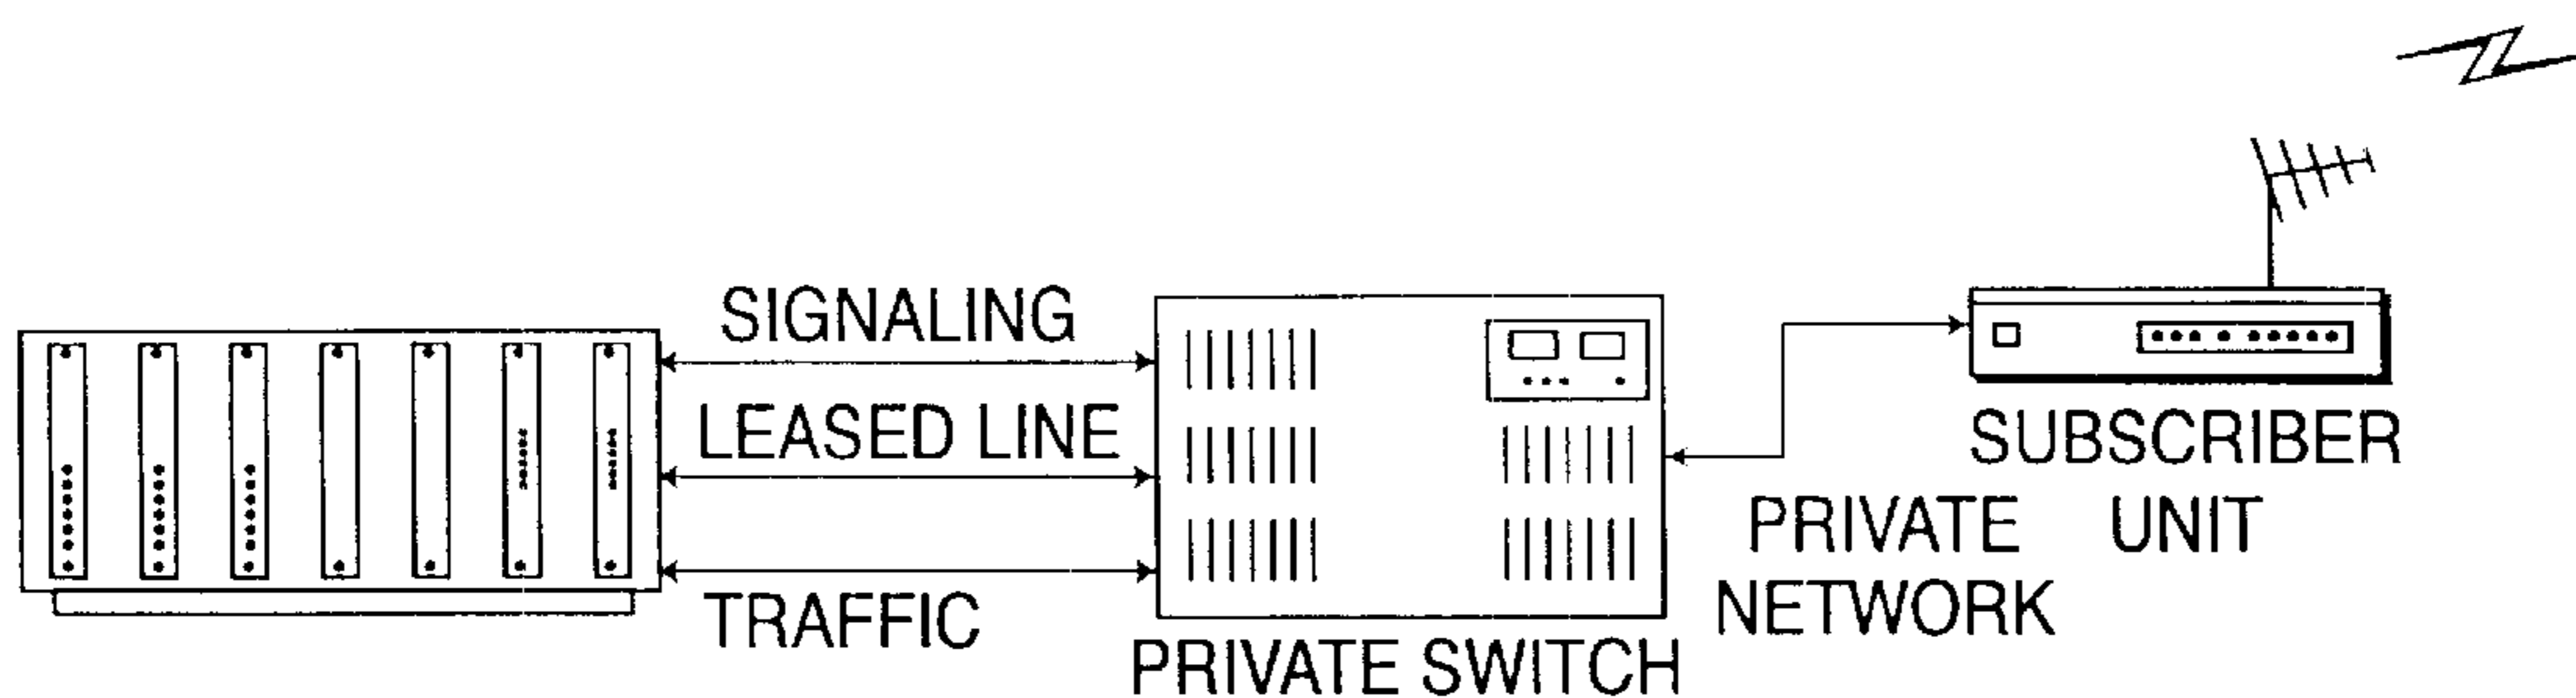 SIGNALING
LEASED LINE
TRAFFIC
PRIVATE SWITCH
PRIVATE
NETWORK
SUBSCRIBER
UNIT